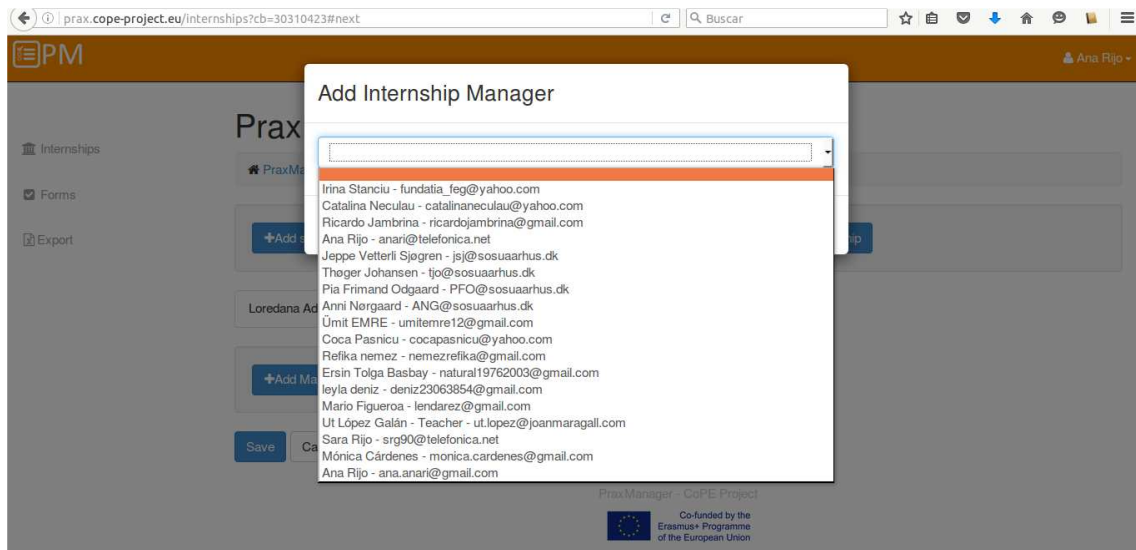 prax.cope-project.eu/internships?cb=30310423#next
Buscar
PM
Ana Rijo
Add Internship Manager
Prax
Internships
PraxMa
Forms
Export
+Add s
ip
Irina Stanciu - fundatia_feg@yahoo.com
Catalina Neculau - catalinaneculau@yahoo.com
Ricardo Jambrina - ricardojambrina@gmail.com
Ana Rijo - anari@telefonica.net
Jeppe Vetterli Sjøgren - jsj@sosuaarhus.dk
Thøger Johansen - tjo@sosuaarhus.dk
Pia Frimand Odgaard - PFO@sosuaarhus.dk
Anni Nørgaard - ANG@sosuaarhus.dk
Ümit EMRE - umitemre12@gmail.com
Coca Pasnicu - cocapasnicu@yahoo.com
Refika nemez - nemezrefika@gmail.com
Ersin Tolga Basbay - natural19762003@gmail.com
leyla deniz - deniz23063854@gmail.com
Mario Figueroa - lendarez@gmail.com
Ut López Galán - Teacher - ut.lopez@joanmaragall.com
Sara Rijo - srg90@telefonica.net
Mónica Cárdenes - monica.cardenes@gmail.com
Ana Rijo - ana.anari@gmail.com
Loredana Ad
+Add Ma
Save
Ca
PraxManager - CoPE Project
Co-funded by the
Erasmus+ Programme
of the European Union